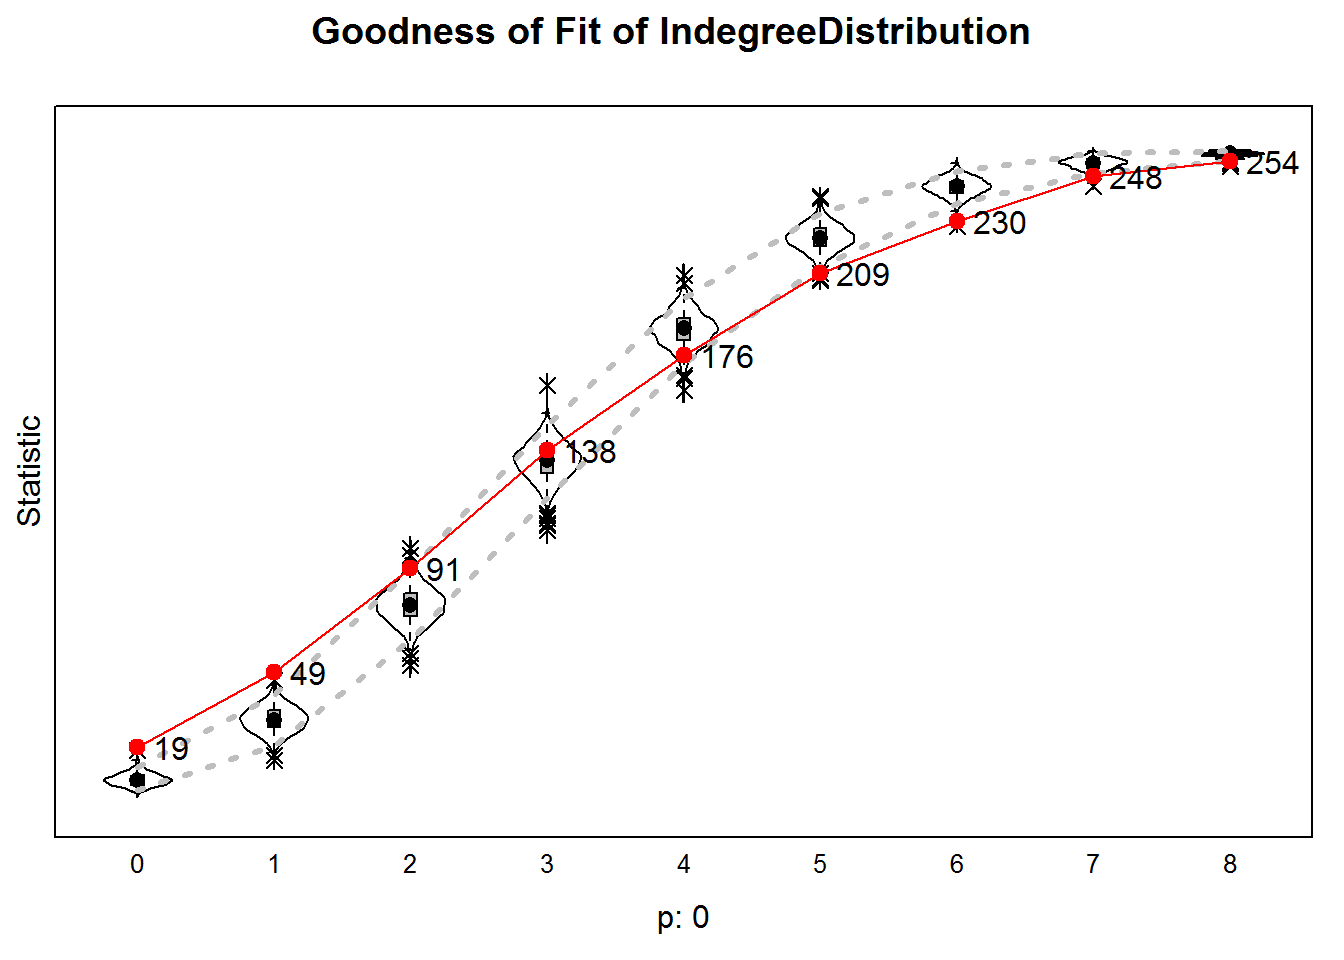 Goodness of Fit of IndegreeDistribution
Statistic
254
248
230
209
176
138
91
49
19
0 1 2 3 4 5 6 7 8
p: 0